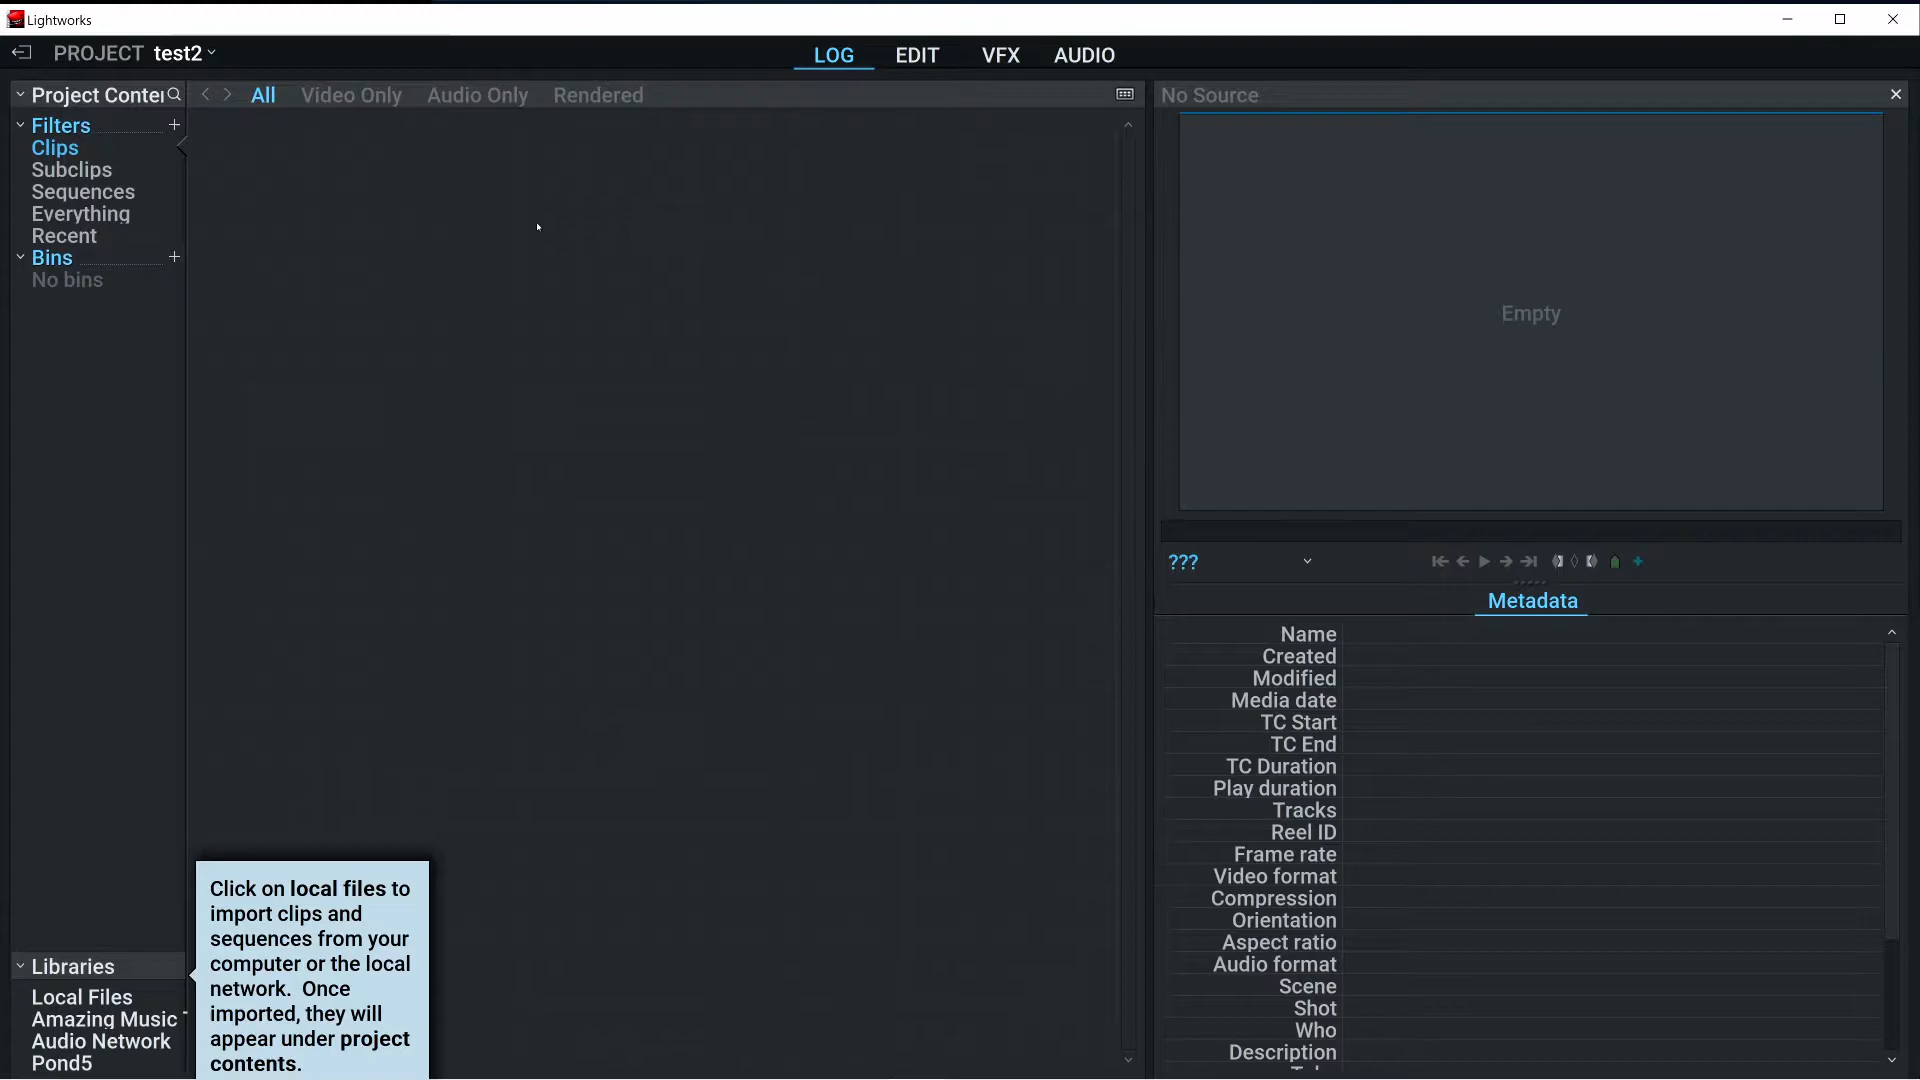 Lightworks
PROJECT test2
LOG EDIT VFX AUDIO
Project Conte
All Video Only Audio Only Rendered
No Source
Filters
Clips
Subclips
Sequences
Everything
Recent
Bins
No bins
Empty
???
Metadata
Name
Created
Modified
Media date
TC Start
TC End
TC Duration
Play duration
Tracks
Reel ID
Frame rate
Video format
Compression
Orientation
Aspect ratio
Audio format
Scene
Shot
Who
Description
Libraries
Local Files
Amazing Music
Audio Network
Pond5
Click on local files to
import clips and
sequences from your
computer or the local
network. Once
imported, they will
appear under project
contents.